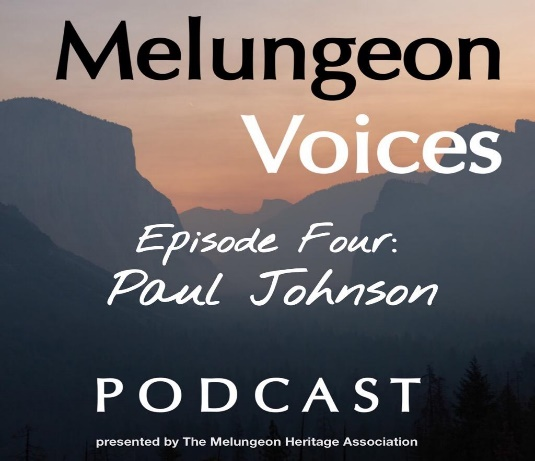 Melungeon
Voices
Episode Four:
Paul Johnson
PODCAST
presented by The Melungeon Heritage Association